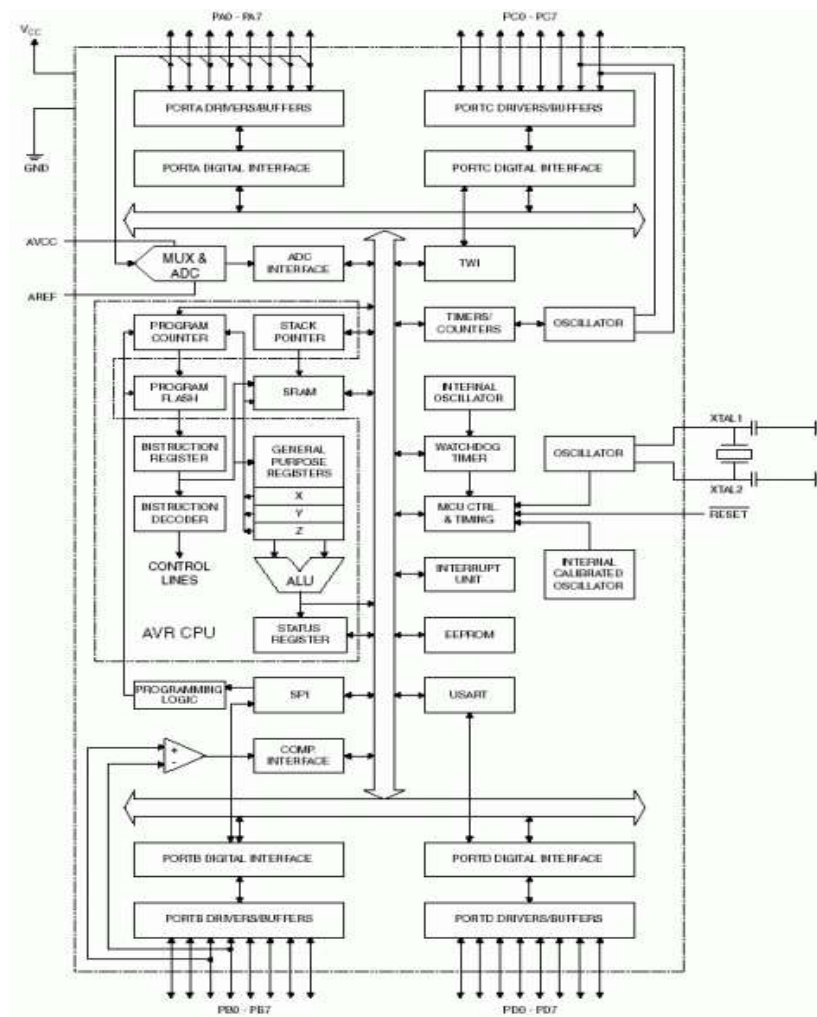 PA0 - PA7
PC0 - PC7
VCC
PORTA DRIVERS/BUFFERS
PORTC DRIVERS/BUFFERS
GND
PORTA DIGITAL INTERFACE
PORTC DIGITAL INTERFACE
AVCC
MUX &
ADC
ADC
INTERFACE
TWI
AREF
PROGRAM
COUNTER
STACK
POINTER
TIMERS/
COUNTERS
OSCILLATOR
PROGRAM
FLASH
SRAM
INTERNAL
OSCILLATOR
XTAL1
INSTRUCTION
REGISTER
GENERAL
PURPOSE
REGISTERS
WATCHDOG
TIMER
OSCILLATOR
XTAL2
X
INSTRUCTION
DECODER
Y
MCU CTRL.
& TIMING
RESET
Z
CONTROL
LINES
ALU
INTERRUPT
UNIT
INTERNAL
CALIBRATED
OSCILLATOR
AVR CPU
STATUS
REGISTER
EEPROM
PROGRAMMING
LOGIC
SPI
USART
+
-
COMP.
INTERFACE
PORTB DIGITAL INTERFACE
PORTD DIGITAL INTERFACE
PORTB DRIVERS/BUFFERS
PORTD DRIVERS/BUFFERS
PB0 - PB7
PD0 - PD7